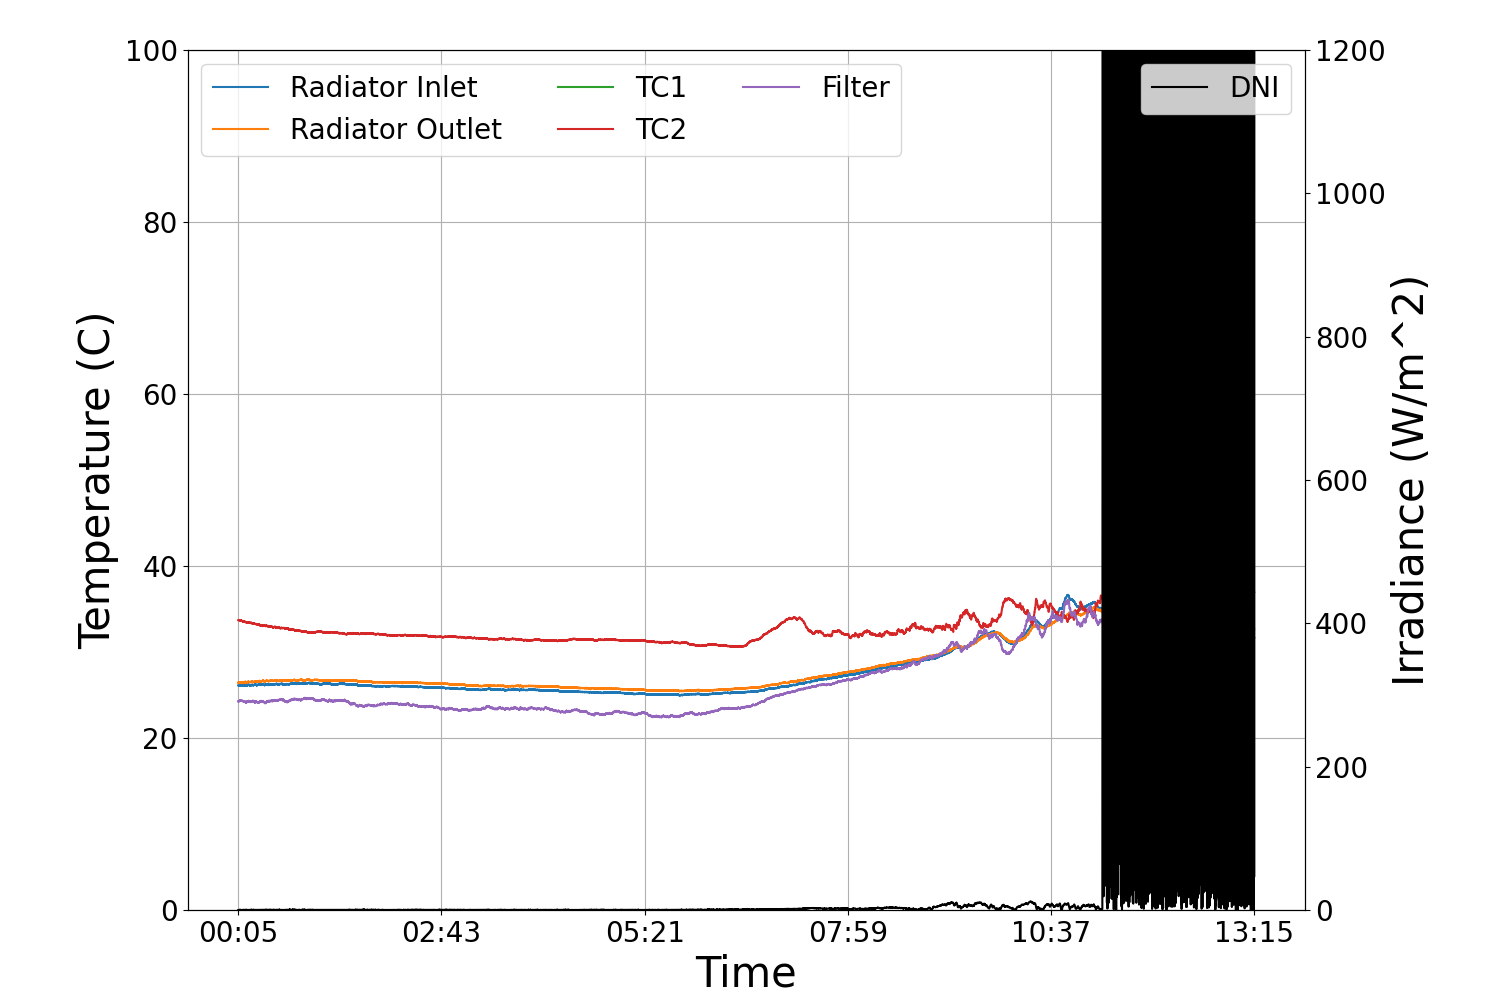 100
80
60
40
20
0
Temperature (C)
Radiator Inlet
Radiator Outlet
TC1
TC2
Filter
DNI
1200
1000
800
600
400
200
0
Irradiance (W/m^2)
00:05 02:43 05:21 07:59 10:37 13:15
Time